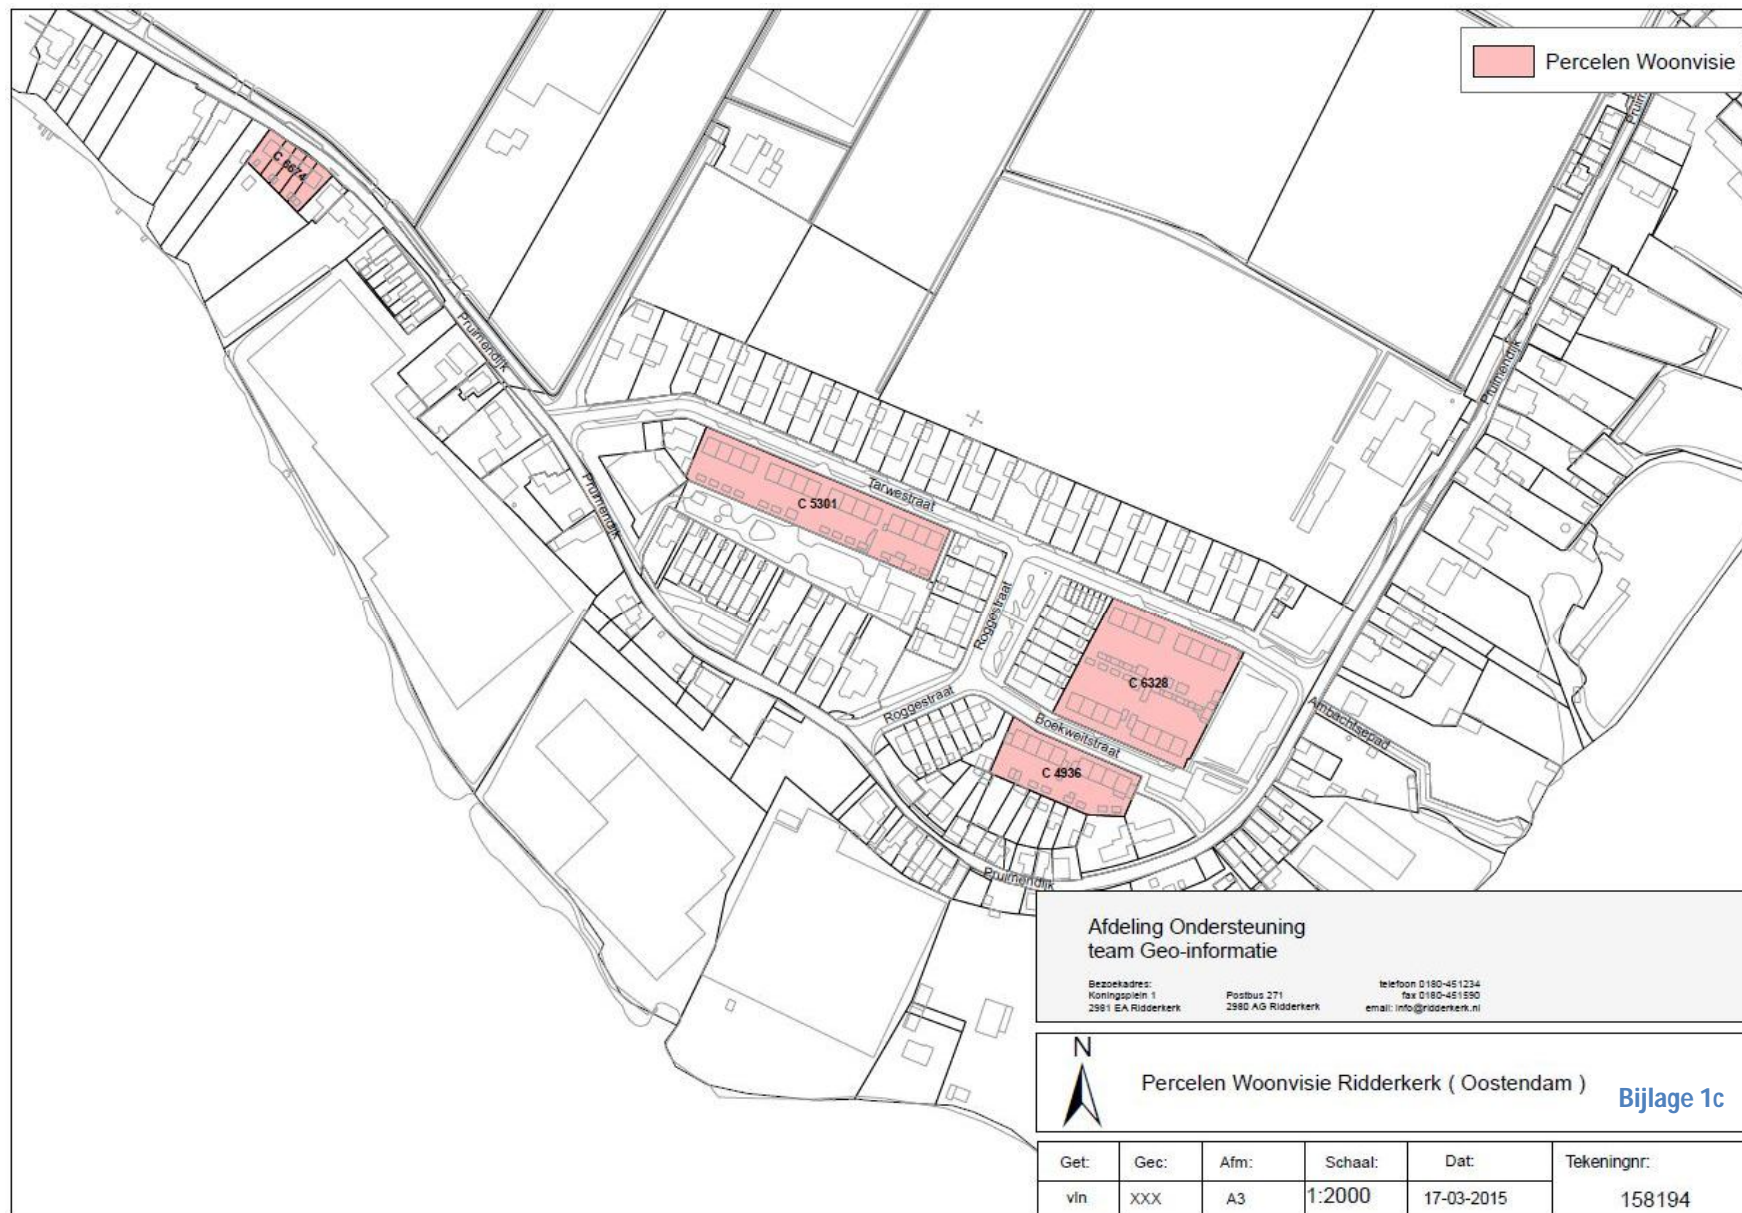 Percelen Woonvisie
Pruim
C 6674
Pruimendijk
Pruimendijk
Pruimendijk
Tarwestraat
C 5301
Roggestraat
C 6328
Roggestraat
Boekweitstraat
Ambachtsepad
C 4936
Pruimendijk
Afdeling Ondersteuning
team Geo-informatie
Bezoekadres:
Koningsplein 1
2981 EA Ridderkerk
Postbus 271
2980 AG Ridderkerk
telefoon 0180-451234
fax 0180-451590
email: info@ridderkerk.nl
N
Percelen Woonvisie Ridderkerk ( Oostendam )
Bijlage 1c
Get: Gec: Afm: Schaal: Dat: Tekeningnr:
vln XXX A3 1:2000 17-03-2015 158194